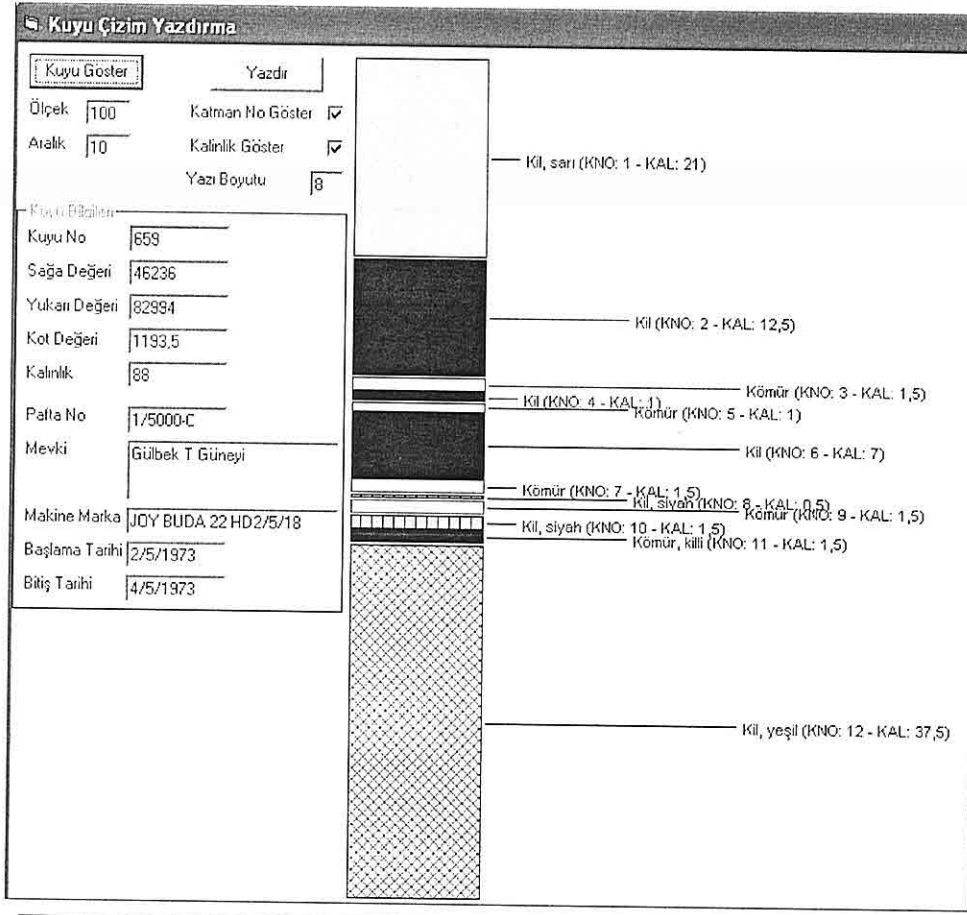 Kuyu Çizim Yazdırma
Kuyu Göster
Yazdır
Ölçek 100
Katman No Göster
Aralık 10
Kalinlik Göster
Yazı Boyutu 8
Kuyu Bilgileri
Kuyu No 659
Sağa Değeri 46236
Yukarı Değeri 82994
Kot Değeri 1193,5
Kalınlık 88
Pafta No 1/5000-C
Mevki Gülbek T Güneyi
Makine Marka JOY BUDA 22 HD2/5/18
Başlama Tarihi 2/5/1973
Bitiş Tarihi 4/5/1973
Kil, sarı (KNO: 1 - KAL: 21)
Kil (KNO: 2 - KAL: 12,5)
Kömür (KNO: 3 - KAL: 1,5)
Kil (KNO: 4 - KAL: 1)
Kömür (KNO: 5 - KAL: 1)
Kil (KNO: 6 - KAL: 7)
Kömür (KNO: 7 - KAL: 1,5)
Kil, siyah (KNO: 8 - KAL: 0,5)
Kömür (KNO: 9 - KAL: 1,5)
Kil, siyah (KNO: 10 - KAL: 1,5)
Kömür, killi (KNO: 11 - KAL: 1,5)
Kil, yeşil (KNO: 12 - KAL: 37,5)